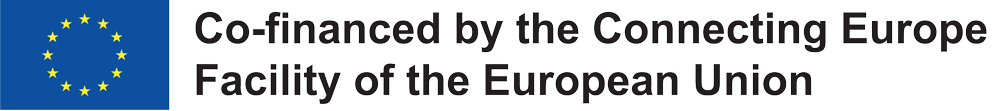 Co-financed by the Connecting Europe
Facility of the European Union